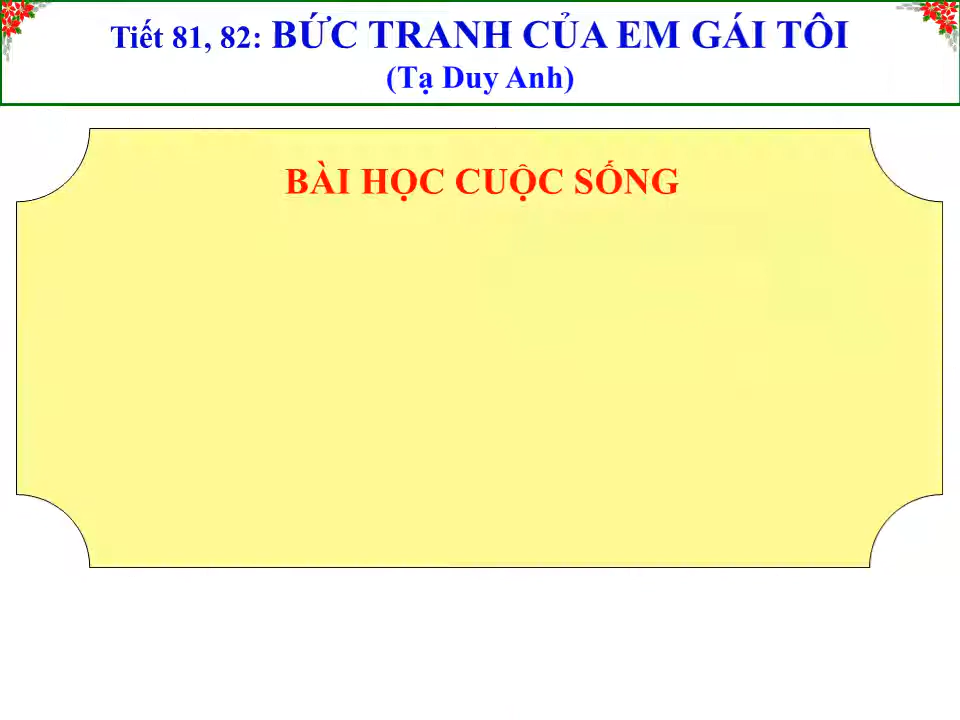 Tiết 81, 82: BỨC TRANH CỦA EM GÁI TÔI
(Tạ Duy Anh)
BÀI HỌC CUỘC SỐNG